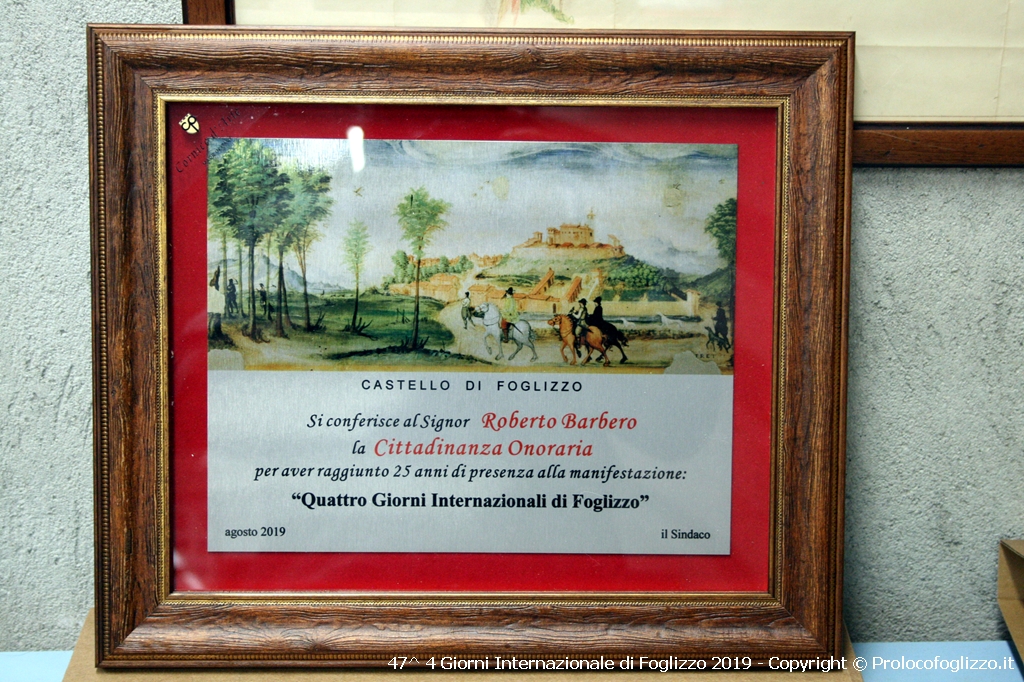 CASTELLO DI FOGLIZZO
Si conferisce al Signor Roberto Barbero
la Cittadinanza Onoraria
per aver raggiunto 25 anni di presenza alla manifestazione:
“Quattro Giorni Internazionali di Foglizzo”
agosto 2019 il Sindaco
47^ 4 Giorni Internazionale di Foglizzo 2019 - Copyright © Prolocofoglizzo.it